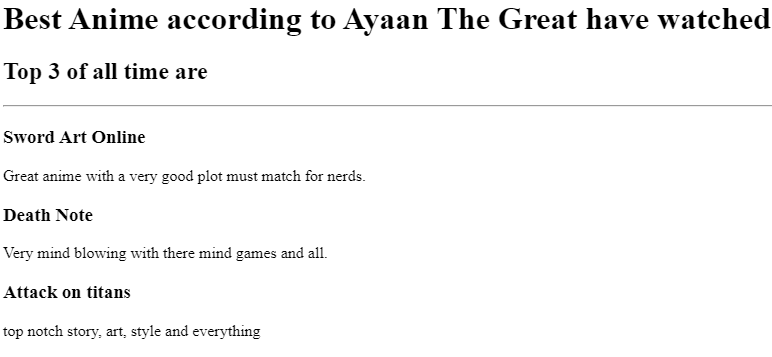 Best Anime according to Ayaan The Great have watched
Top 3 of all time are
Sword Art Online
Great anime with a very good plot must match for nerds.
Death Note
Very mind blowing with there mind games and all.
Attack on titans
top notch story, art, style and everything